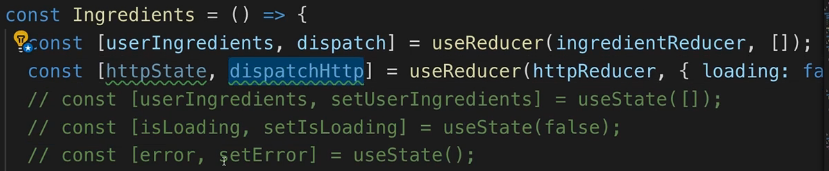 const Ingredients = () => {
const [userIngredients, dispatch] = useReducer(ingredientReducer, []);
const [httpState, dispatchHttp] = useReducer(httpReducer, { loading: fa
// const [userIngredients, setUserIngredients] = useState([]);
// const [isLoading, setIsLoading] = useState(false);
// const [error, setError] = useState();